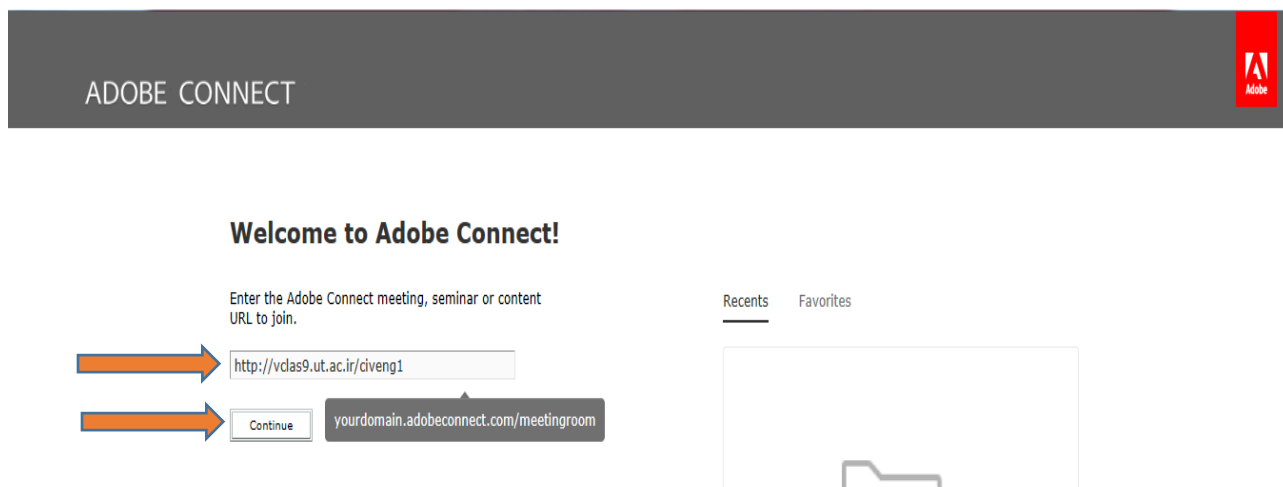 Adobe
ADOBE CONNECT
Welcome to Adobe Connect!
Enter the Adobe Connect meeting, seminar or content
URL to join.
http://vclas9.ut.ac.ir/civeng1
Continue
yourdomain.adobeconnect.com/meetingroom
Recents Favorites